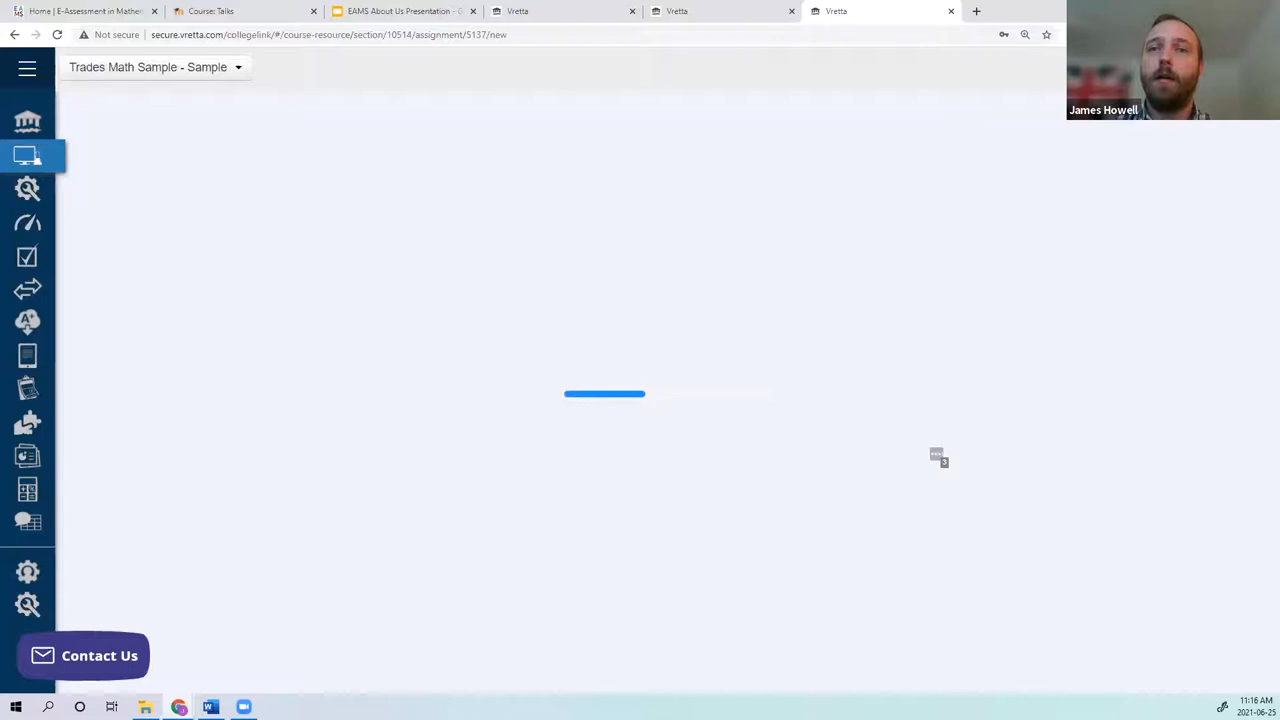 Home | E-Assessment in Mathe
Course: Talks
EAMS About Us Presentation - G
Vretta
Vretta
Vretta
Not secure
secure.vretta.com/collegelink/#/course-resource/section/10514/assignment/5137/new
James Howell
Trades Math Sample - Sample
A+
3
Contact Us
11:16 AM
2021-06-25